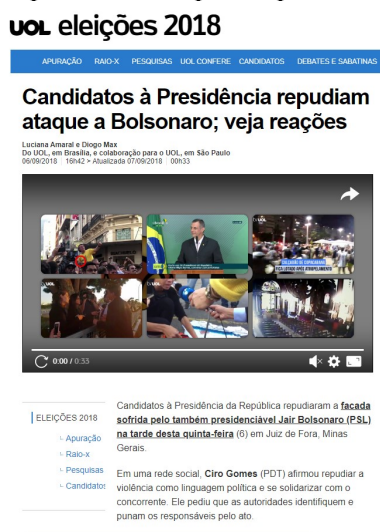 UOL eleições 2018
APURAÇÃO RAIO-X PESQUISAS UOL CONFERE CANDIDATOS DEBATES E SABATINAS
Candidatos à Presidência repudiam
ataque a Bolsonaro; veja reações
Luciana Amaral e Diogo Max
Do UOL, em Brasília, e colaboração para o UOL, em São Paulo
06/09/2018 16h42 > Atualizada 07/09/2018 00h33
0:00 / 0:33
Candidatos à Presidência da República repudiaram a facada
sofrida pelo também presidenciável Jair Bolsonaro (PSL)
na tarde desta quinta-feira (6) em Juiz de Fora, Minas
Gerais.
ELEIÇÕES 2018
Apuração
Raio-x
Pesquisas
Candidatos
Em uma rede social, Ciro Gomes (PDT) afirmou repudiar a
violência como linguagem política e se solidarizar com o
concorrente. Ele pediu que as autoridades identifiquem e
punam os responsáveis pelo ato.